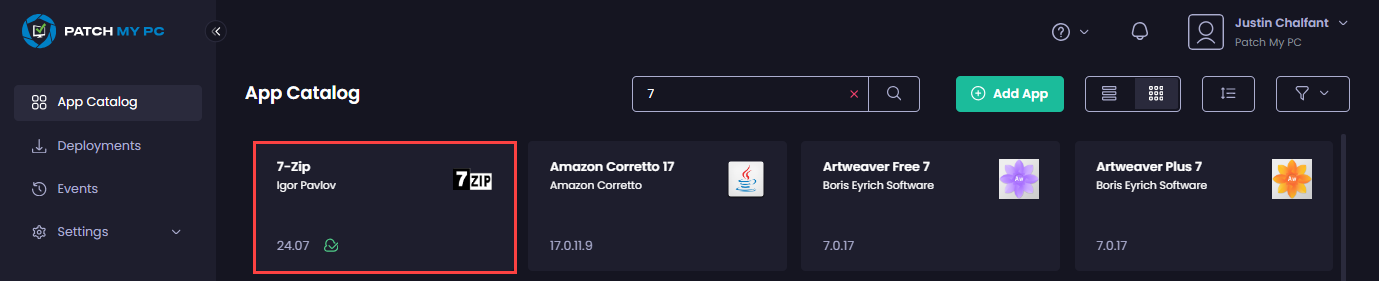 PATCH MY PC
Justin Chalfant
Patch My PC
App Catalog
Deployments
Events
Settings
App Catalog
7
Add App
7-Zip
Igor Pavlov
7ZIP
24.07
Amazon Corretto 17
Amazon Corretto
17.0.11.9
Artweaver Free 7
Boris Eyrich Software
Aw
7.0.17
Artweaver Plus 7
Boris Eyrich Software
Aw
7.0.17